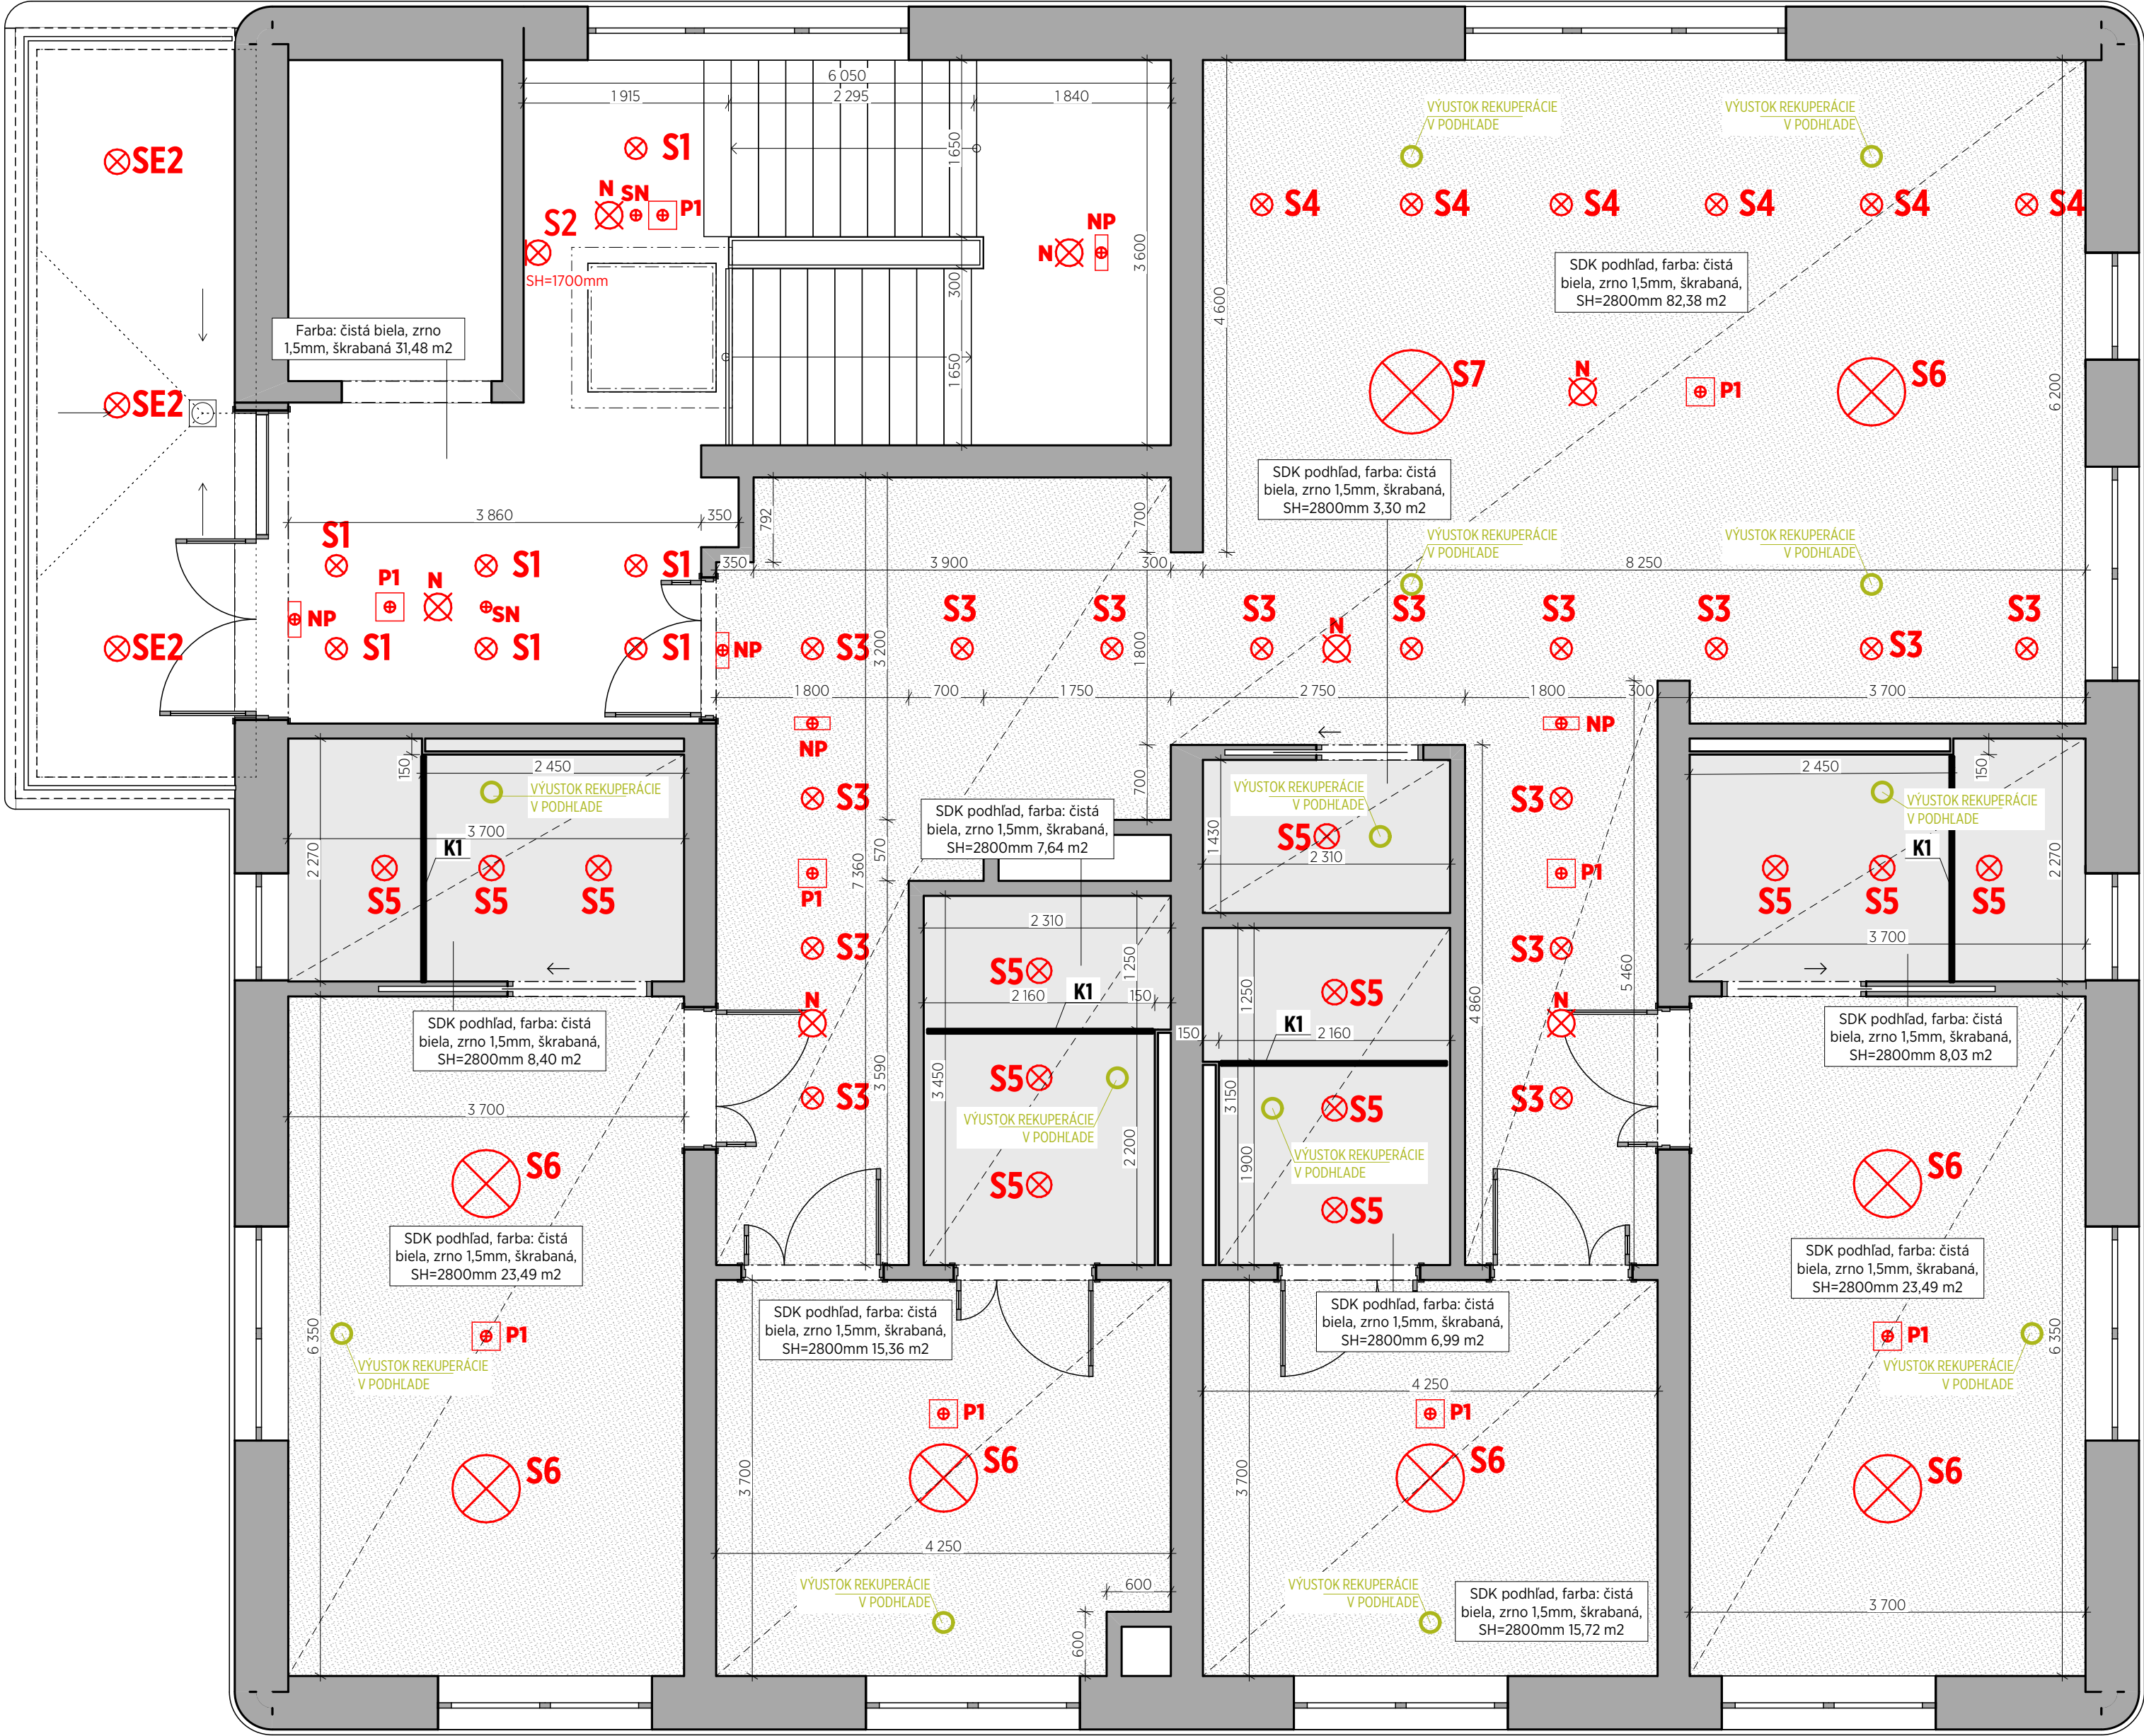 6 050
1 915
2 295
1 840
VÝUSTOK REKUPERÁCIE
V PODHĽADE
VÝUSTOK REKUPERÁCIE
V PODHĽADE
SE2
S1
1 650
N
SN
P1
S2
SH=1700mm
NP
N
3 600
300
1 650
S4
S4
S4
S4
S4
S4
SDK podhľad, farba: čistá
biela, zrno 1,5mm, škrabaná,
SH=2800mm 82,38 m2
4 600
Farba: čistá biela, zrno
1,5mm, škrabaná 31,48 m2
SE2
S7
N
P1
S6
6 200
SDK podhľad, farba: čistá
biela, zrno 1,5mm, škrabaná,
SH=2800mm 3,30 m2
3 860
350
792
700
VÝUSTOK REKUPERÁCIE
V PODHĽADE
VÝUSTOK REKUPERÁCIE
V PODHĽADE
S1
S1
S1
350
3 900
300
8 250
P1
N
NP
SN
S3
S3
S3
S3
S3
S3
S3
N
SE2
S1
S1
S1
NP
S3
3 200
1 800
S3
1 800
700
1 750
2 750
1 800
300
3 700
NP
NP
150
2 450
VÝUSTOK REKUPERÁCIE
V PODHĽADE
3 700
K1
2 270
S5
S5
S5
S3
700
SDK podhľad, farba: čistá
biela, zrno 1,5mm, škrabaná,
SH=2800mm 7,64 m2
7 360
570
P1
VÝUSTOK REKUPERÁCIE
V PODHĽADE
S5
1 430
2 310
S3
P1
2 450
150
VÝUSTOK REKUPERÁCIE
V PODHĽADE
K1
2 270
S5
S5
S5
3 700
S3
2 310
S5
1 250
2 160
150
K1
1 250
S5
150
K1
2 160
S3
4 860
5 460
SDK podhľad, farba: čistá
biela, zrno 1,5mm, škrabaná,
SH=2800mm 8,40 m2
N
N
SDK podhľad, farba: čistá
biela, zrno 1,5mm, škrabaná,
SH=2800mm 8,03 m2
3 700
3 590
S3
3 450
S5
VÝUSTOK REKUPERÁCIE
V PODHĽADE
2 200
S5
3 150
S5
VÝUSTOK REKUPERÁCIE
V PODHĽADE
1 900
S5
S3
S6
SDK podhľad, farba: čistá
biela, zrno 1,5mm, škrabaná,
SH=2800mm 23,49 m2
6 350
P1
VÝUSTOK REKUPERÁCIE
V PODHĽADE
S6
SDK podhľad, farba: čistá
biela, zrno 1,5mm, škrabaná,
SH=2800mm 15,36 m2
P1
S6
3 700
4 250
600
600
VÝUSTOK REKUPERÁCIE
V PODHĽADE
SDK podhľad, farba: čistá
biela, zrno 1,5mm, škrabaná,
SH=2800mm 6,99 m2
4 250
P1
S6
3 700
VÝUSTOK REKUPERÁCIE
V PODHĽADE
SDK podhľad, farba: čistá
biela, zrno 1,5mm, škrabaná,
SH=2800mm 15,72 m2
S6
SDK podhľad, farba: čistá
biela, zrno 1,5mm, škrabaná,
SH=2800mm 23,49 m2
P1
6 350
VÝUSTOK REKUPERÁCIE
V PODHĽADE
S6
3 700